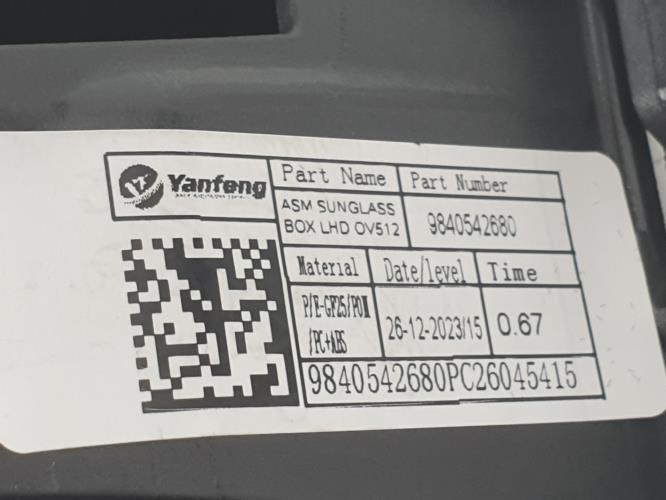 Yanfeng
Part Name
Part Number
ASM SUNGLASS
BOX LHD OV512
9840542680
Material
Date/level
Time
P/E-GF25/POM
/PC+ABS
26-12-2023/15
0.67
9840542680PC26045415